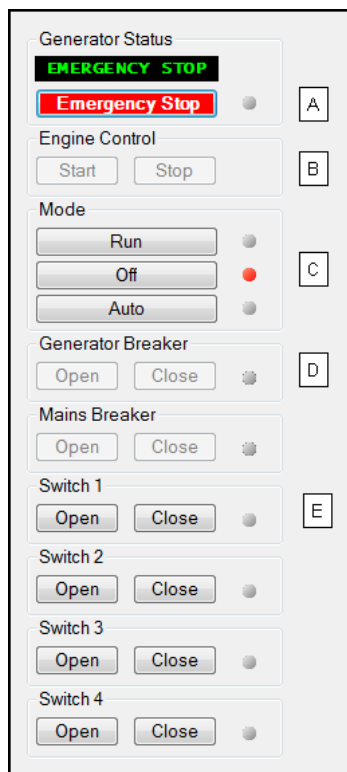 Generator Status
EMERGENCY STOP
Emergency Stop
A
Engine Control
Start Stop
B
Mode
Run
Off
C
Auto
Generator Breaker
Open Close
D
Mains Breaker
Open Close
Switch 1
Open Close
E
Switch 2
Open Close
Switch 3
Open Close
Switch 4
Open Close